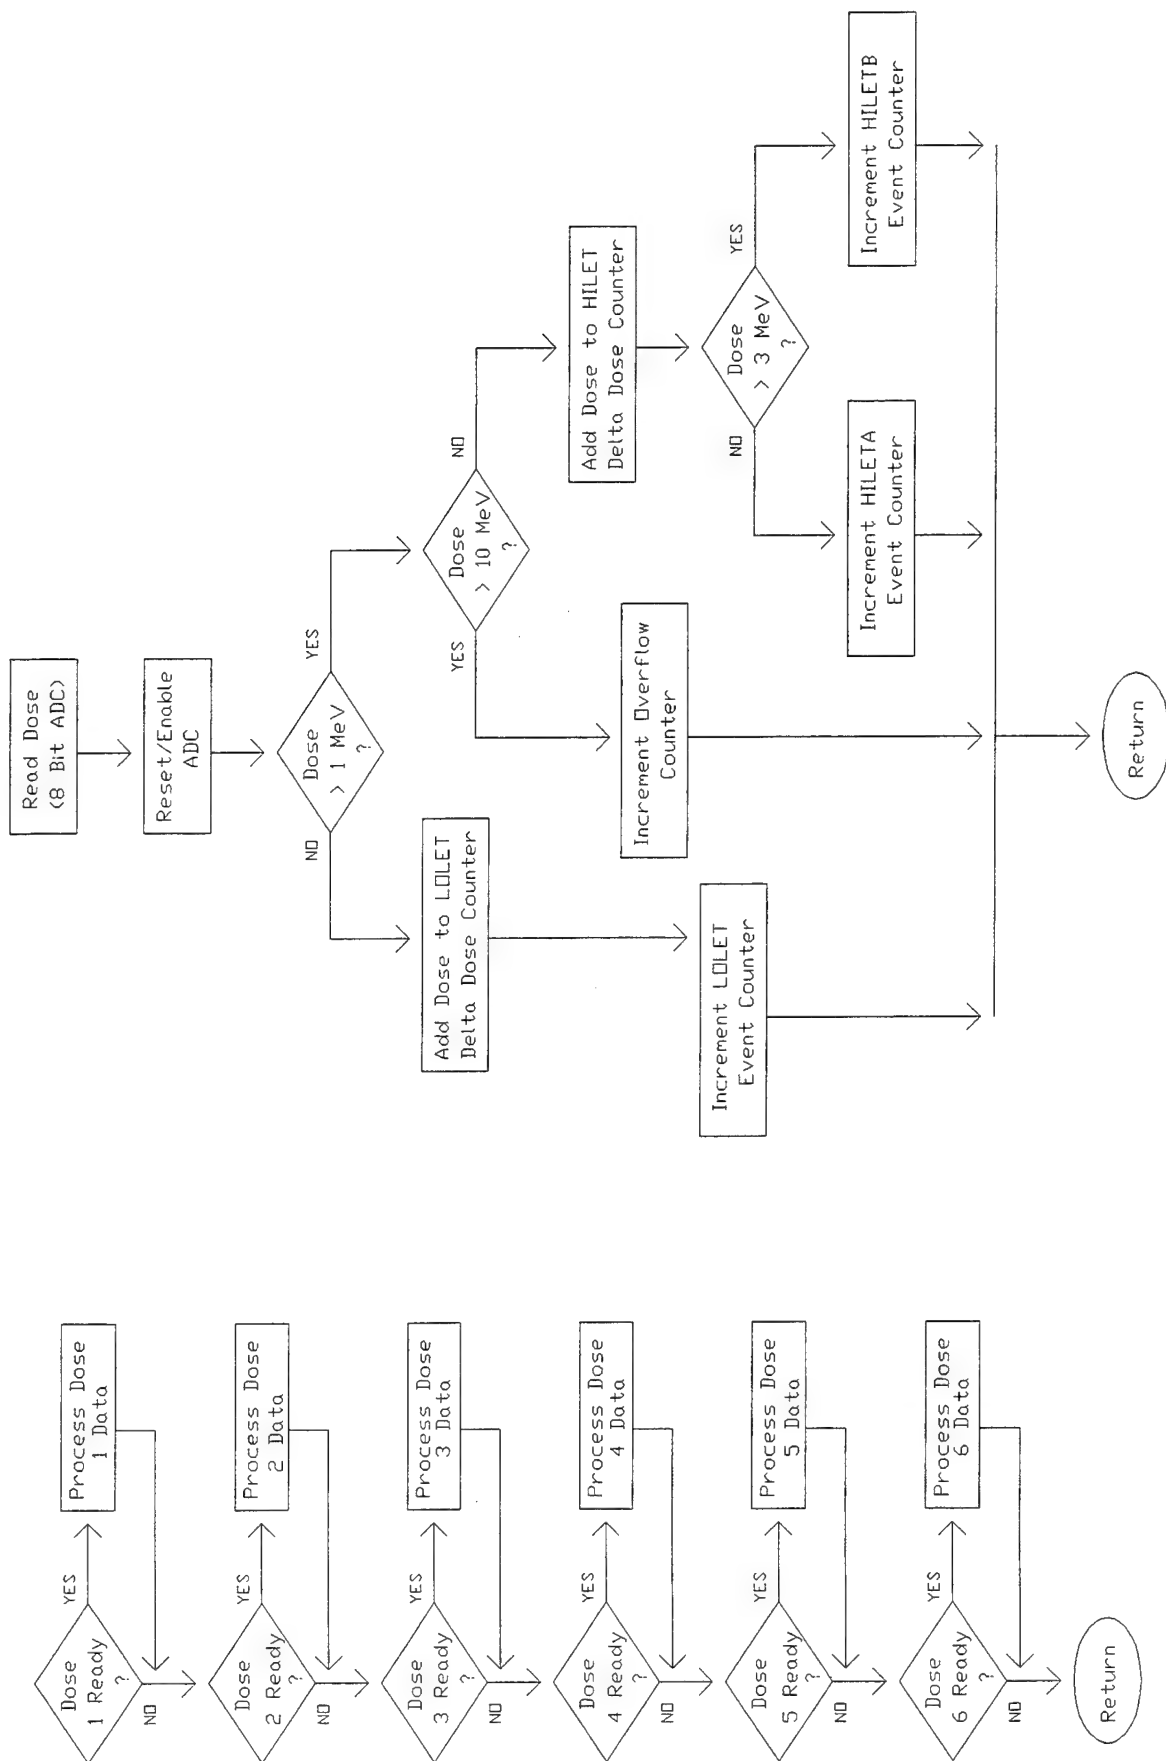 Dose
1 Ready
?
YES
NO
Process Dose
1 Data
Dose
2 Ready
?
YES
NO
Process Dose
2 Data
Dose
3 Ready
?
YES
NO
Process Dose
3 Data
Dose
4 Ready
?
YES
NO
Process Dose
4 Data
Dose
5 Ready
?
YES
NO
Process Dose
5 Data
Dose
6 Ready
?
YES
NO
Process Dose
6 Data
Return
Read Dose
(8 Bit ADC)
Reset/Enable
ADC
Dose
> 1 MeV
?
NO
YES
Add Dose to LOLET
Delta Dose Counter
Increment LOLET
Event Counter
Dose
> 10 MeV
?
YES
NO
Increment Overflow
Counter
Add Dose to HILET
Delta Dose Counter
Dose
> 3 MeV
?
NO
YES
Increment HILETA
Event Counter
Increment HILETB
Event Counter
Return